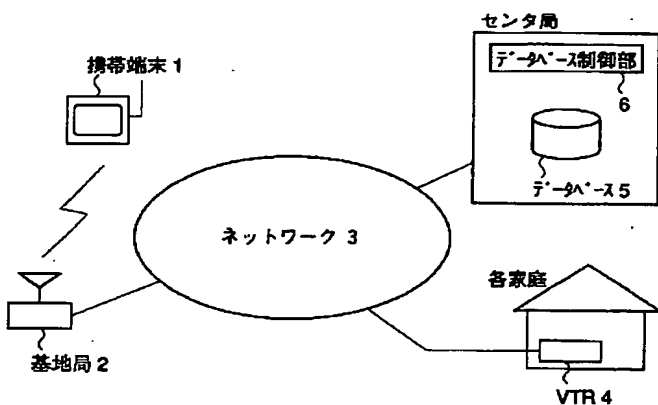 センタ局
データベース制御部
6
データベース5
携帯端末1
ネットワーク 3
基地局2
各家庭
VTR 4